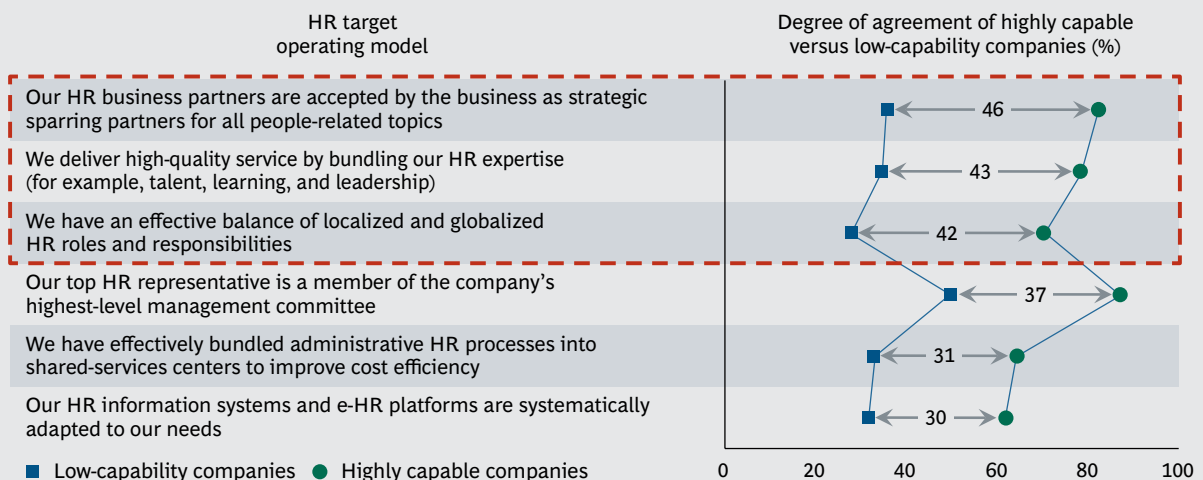 HR target
operating model
Degree of agreement of highly capable
versus low-capability companies (%)
Our HR business partners are accepted by the business as strategic
sparring partners for all people-related topics
46
We deliver high-quality service by bundling our HR expertise
(for example, talent, learning, and leadership)
43
We have an effective balance of localized and globalized
HR roles and responsibilities
42
Our top HR representative is a member of the company’s
highest-level management committee
37
We have effectively bundled administrative HR processes into
shared-services centers to improve cost efficiency
31
Our HR information systems and e-HR platforms are systematically
adapted to our needs
30
Low-capability companies Highly capable companies
0 20 40 60 80 100